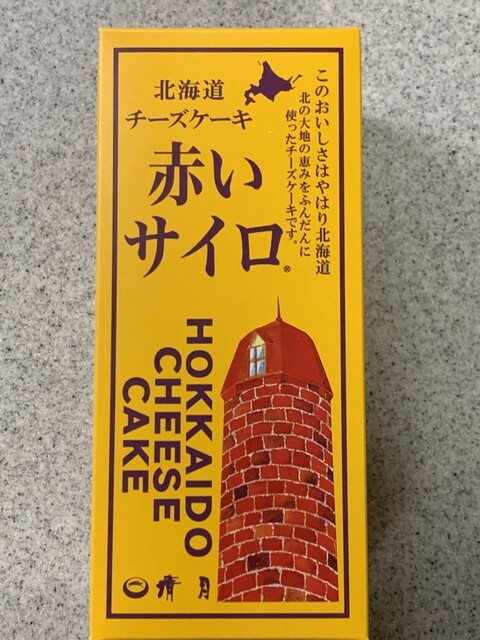 このおいしさはやはり北海道
北の大地の恵みをふんだんに
使ったチーズケーキです。
北海道
チーズケーキ
赤い
サイロ®
HOKKAIDO
CHEESE
CAKE
清月